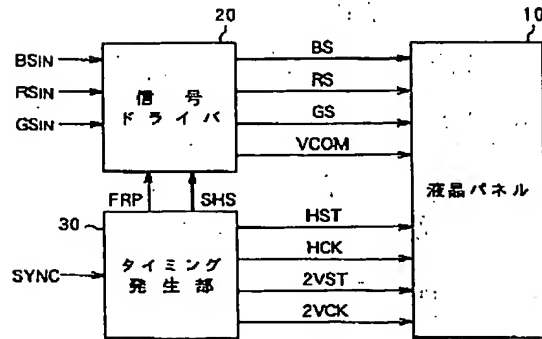 20
10
BSIN
RSIN
GSIN
信号
ドライバ
BS
RS
GS
VCOM
液晶パネル
FRP
SHS
30
SYNC
タイミング
発生部
HST
HCK
2VST
2VCK